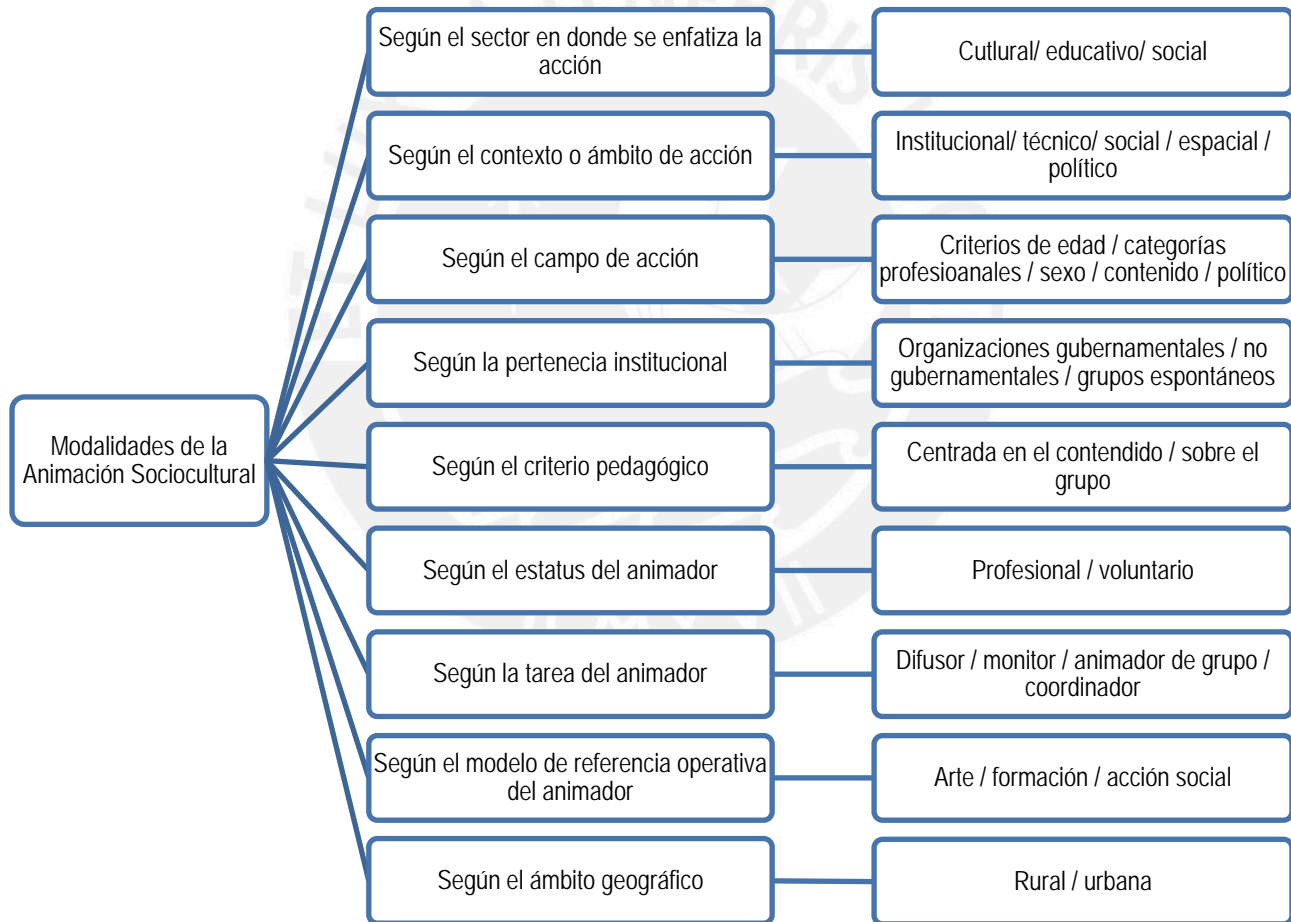 Modalidades de la
Animación Sociocultural
Según el sector en donde se enfatiza la
acción
Cutlural/ educativo/ social
Según el contexto o ámbito de acción
Institucional/ técnico/ social / espacial /
político
Según el campo de acción
Criterios de edad / categorías
profesioanales / sexo / contenido / político
Según la pertenecia institucional
Organizaciones gubernamentales / no
gubernamentales / grupos espontáneos
Según el criterio pedagógico
Centrada en el contendido / sobre el
grupo
Según el estatus del animador
Profesional / voluntario
Según la tarea del animador
Difusor / monitor / animador de grupo /
coordinador
Según el modelo de referencia operativa
del animador
Arte / formación / acción social
Según el ámbito geográfico
Rural / urbana